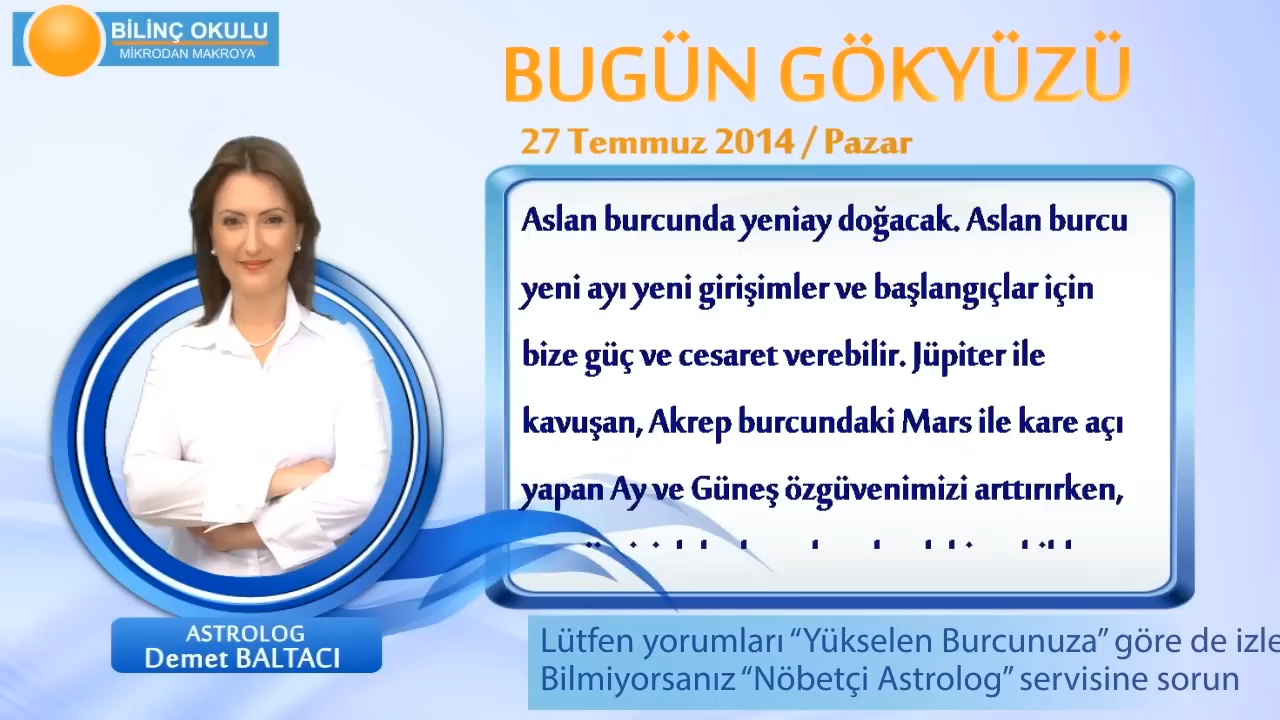 BİLİNÇ OKULU
MİKRODAN MAKROYA
BUGÜN GÖKYÜZÜ
27 Temmuz 2014 / Pazar
Aslan burcunda yeniay doğacak. Aslan burcu
yeni ayı yeni girişimler ve başlangıçlar için
bize güç ve cesaret verebilir. Jüpiter ile
kavuşan, Akrep burcundaki Mars ile kare açı
yapan Ay ve Güneş özgüvenimizi arttırırken,
ASTROLOG
Demet BALTACI
Lütfen yorumları “Yükselen Burcunuza” göre de izle
Bilmiyorsanız “Nöbetçi Astrolog” servisine sorun